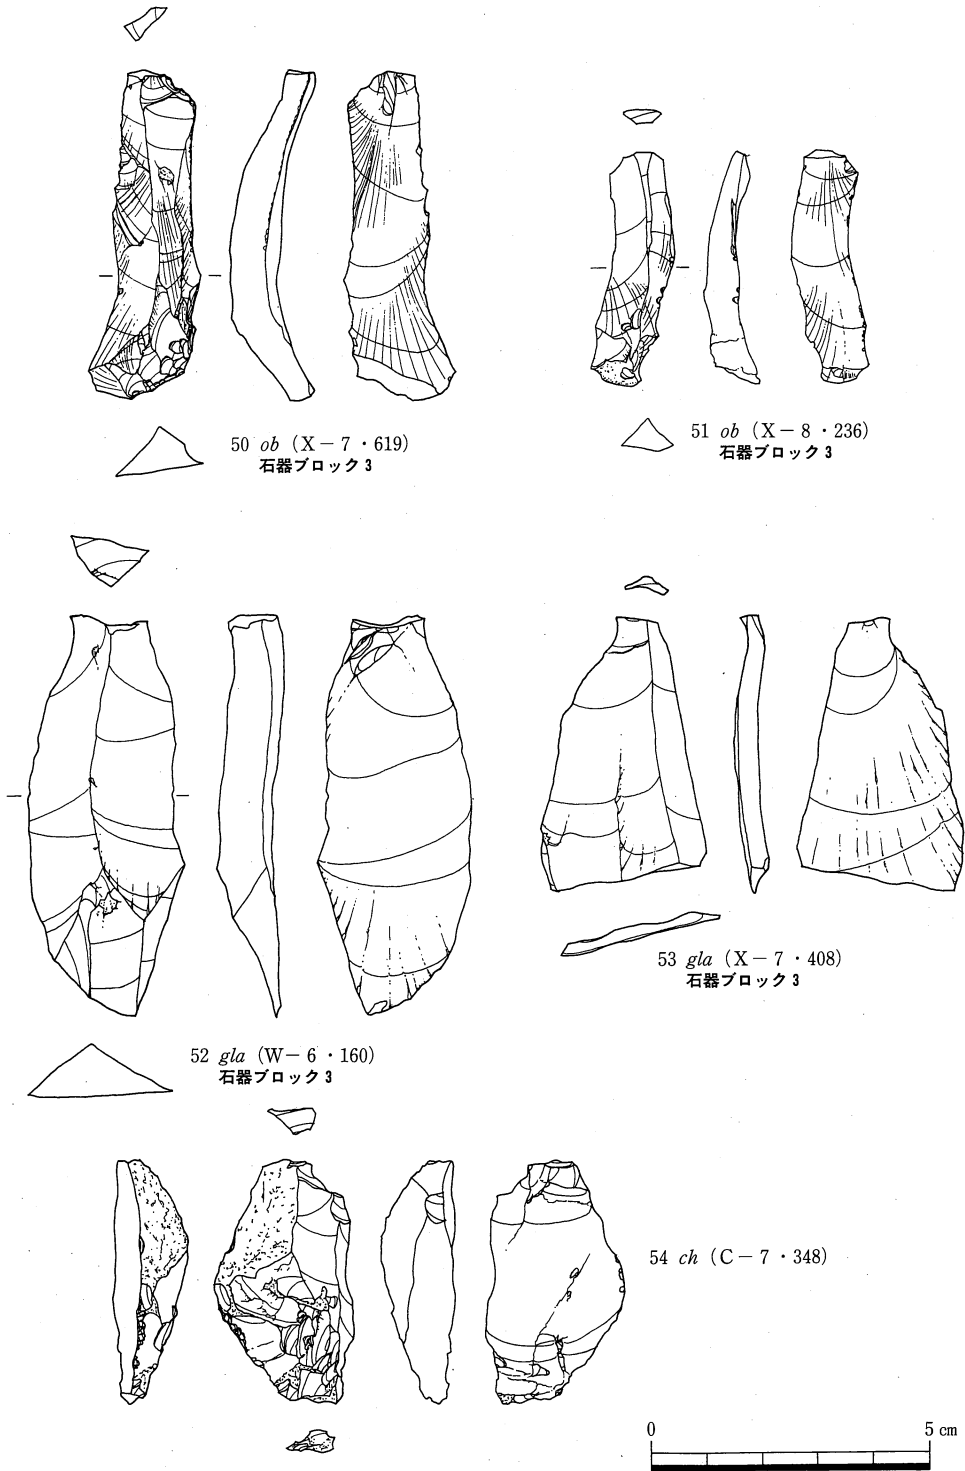 50 ob (X－7・619)
石器ブロック3
51 ob (X－8・236)
石器ブロック3
52 gla (W－6・160)
石器ブロック3
53 gla (X－7・408)
石器ブロック3
54 ch (C－7・348)
0 5 cm